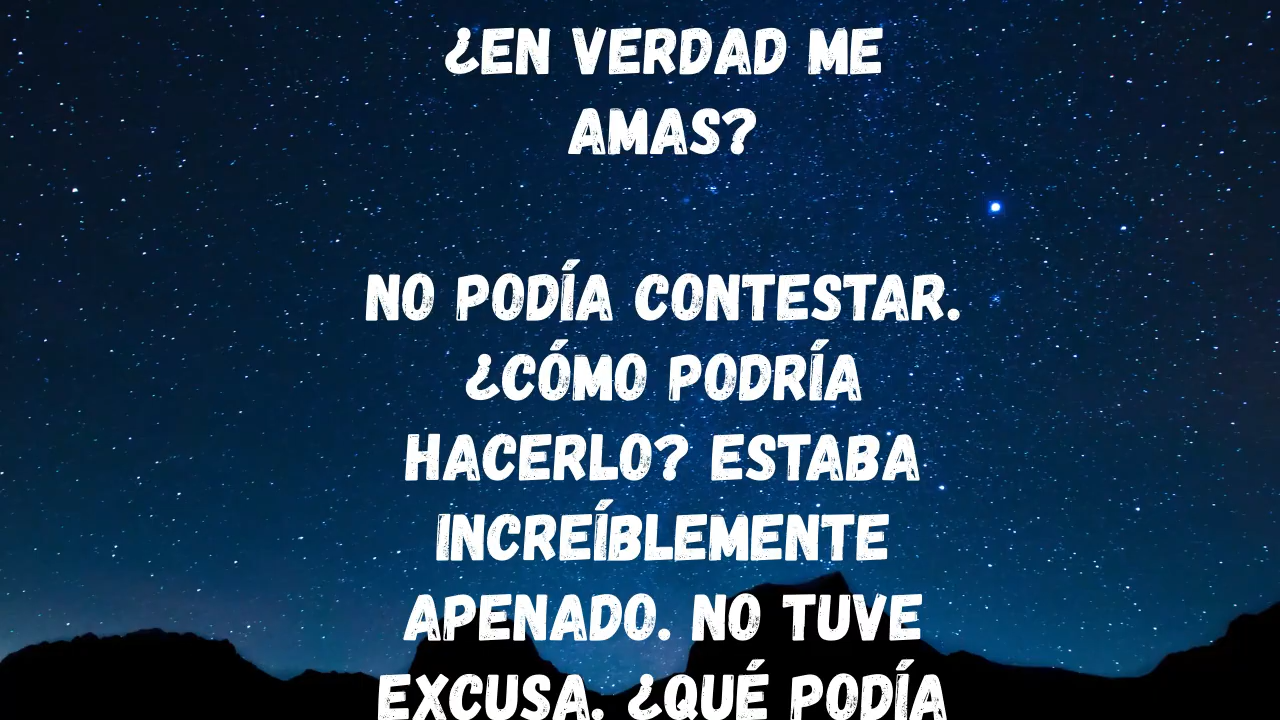 ¿EN VERDAD ME
AMAS?
NO PODÍA CONTESTAR.
¿CÓMO PODRÍA
HACERLO? ESTABA
INCREÍBLEMENTE
APENADO. NO TUVE
EXCUSA. ¿QUÉ PODÍA